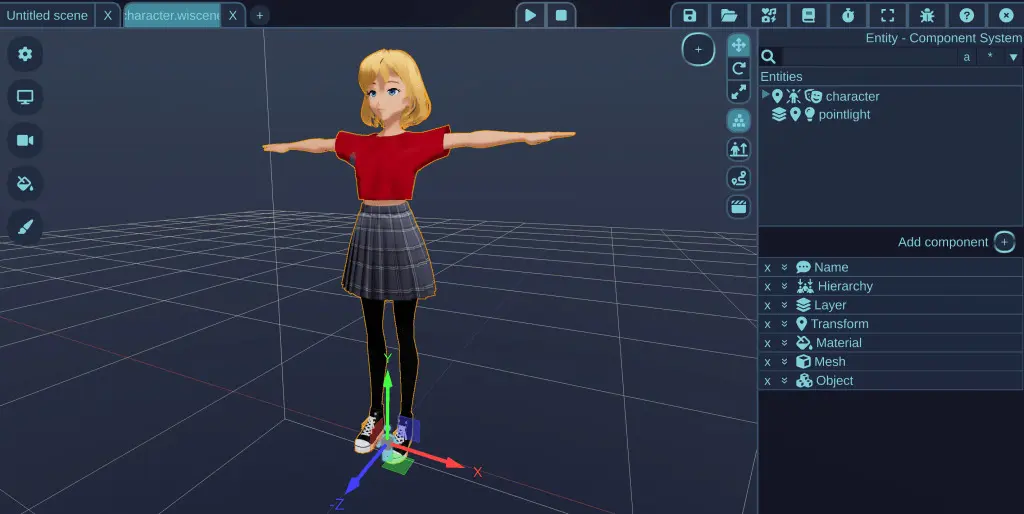 Untitled scene X character.wiscene X +
Entity - Component System
a * ▼
Entities
character
pointlight
Add component +
x Name
x Hierarchy
x Layer
x Transform
x Material
x Mesh
x Object
Y
X
-Z